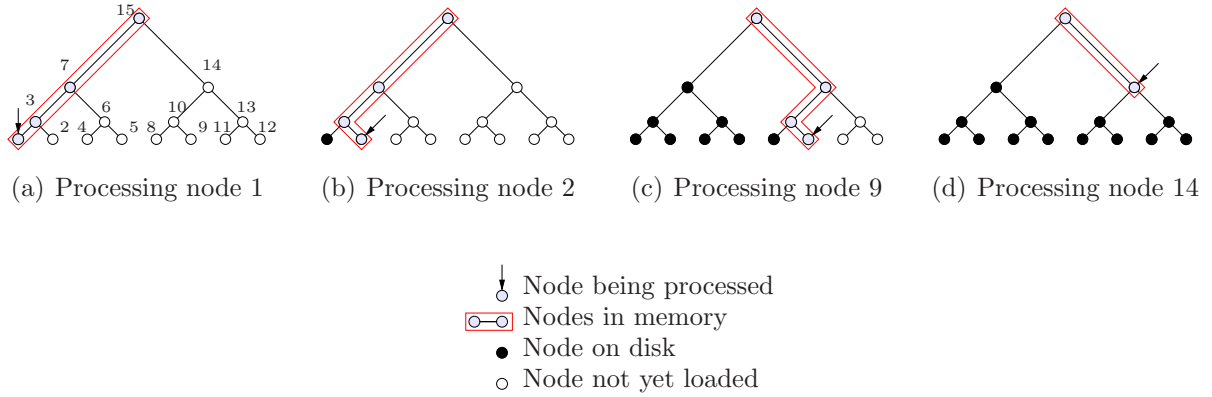 15
7 14
3 6 10 13
2 4 5 8 9 11 12
(a) Processing node 1
(b) Processing node 2
(c) Processing node 9
(d) Processing node 14
Node being processed
Nodes in memory
Node on disk
Node not yet loaded